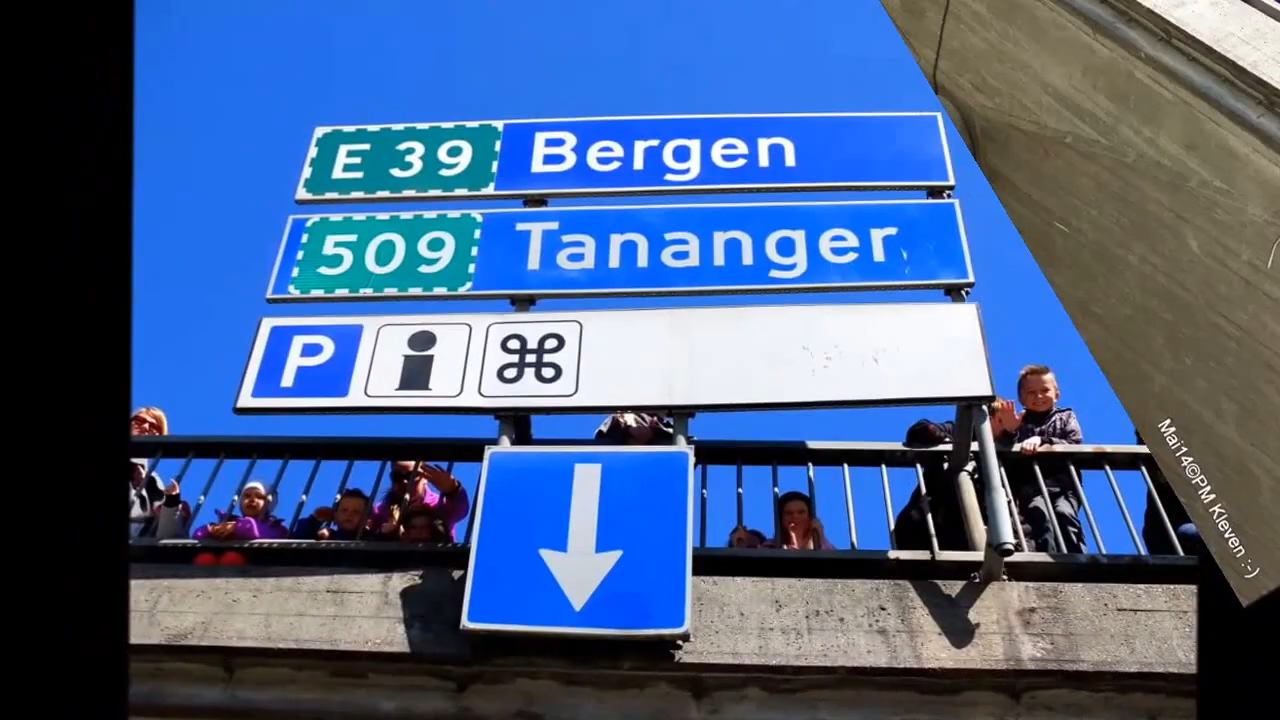 E 39 Bergen
509 Tananger
P i ⌘
Mai14©PM Kleven :-)